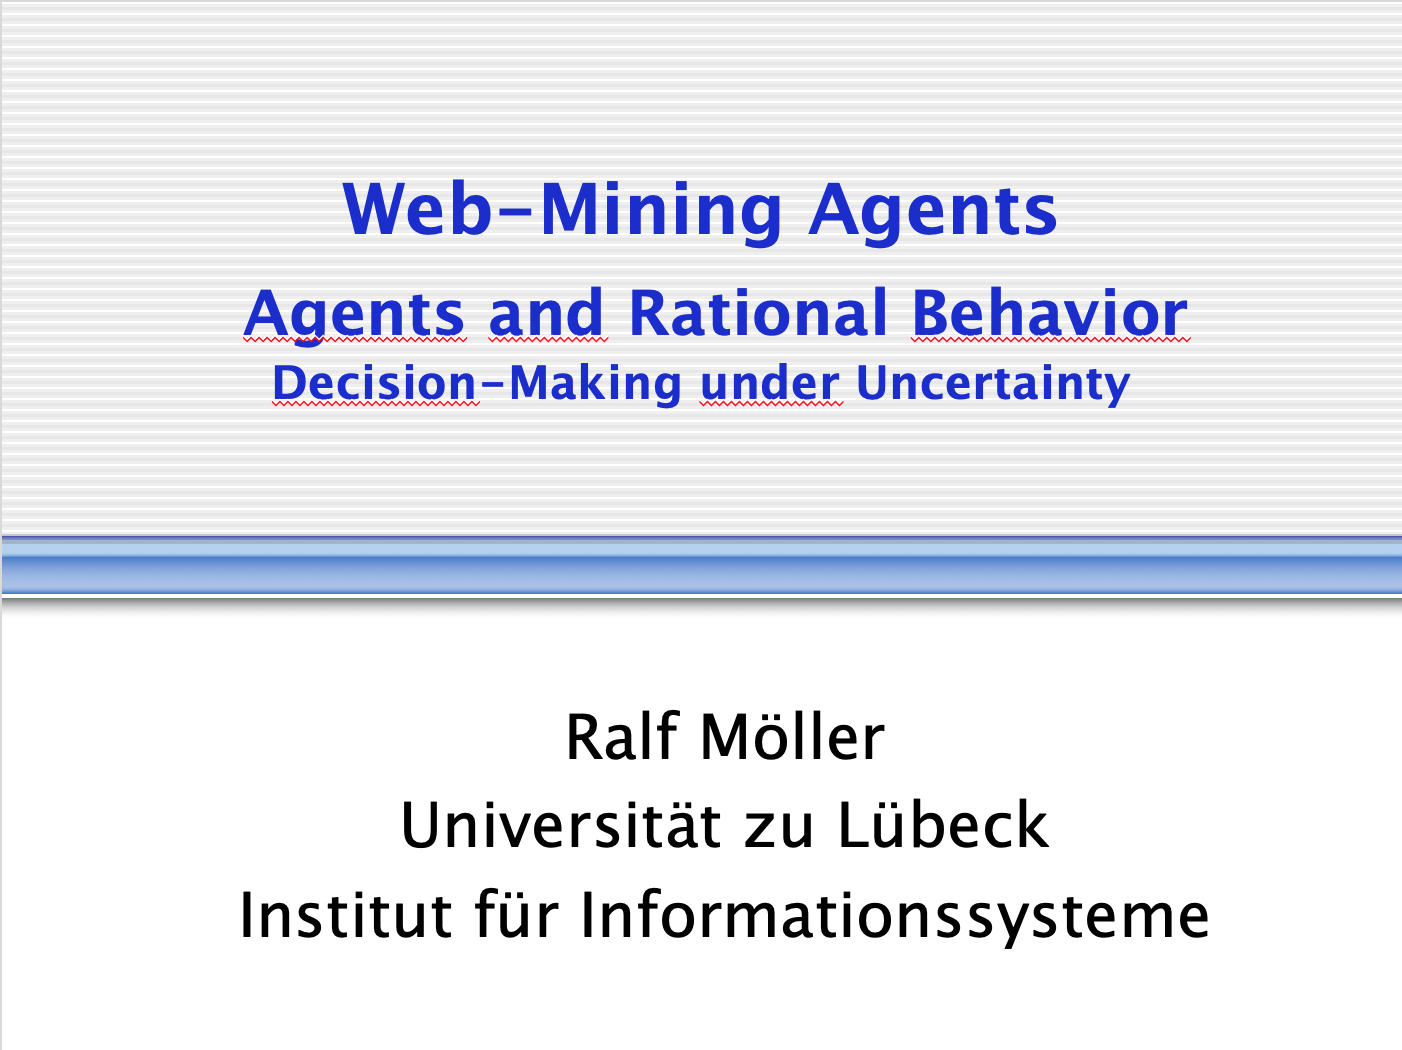 Web-Mining Agents
Agents and Rational Behavior
Decision-Making under Uncertainty
Ralf Möller
Universität zu Lübeck
Institut für Informationssysteme